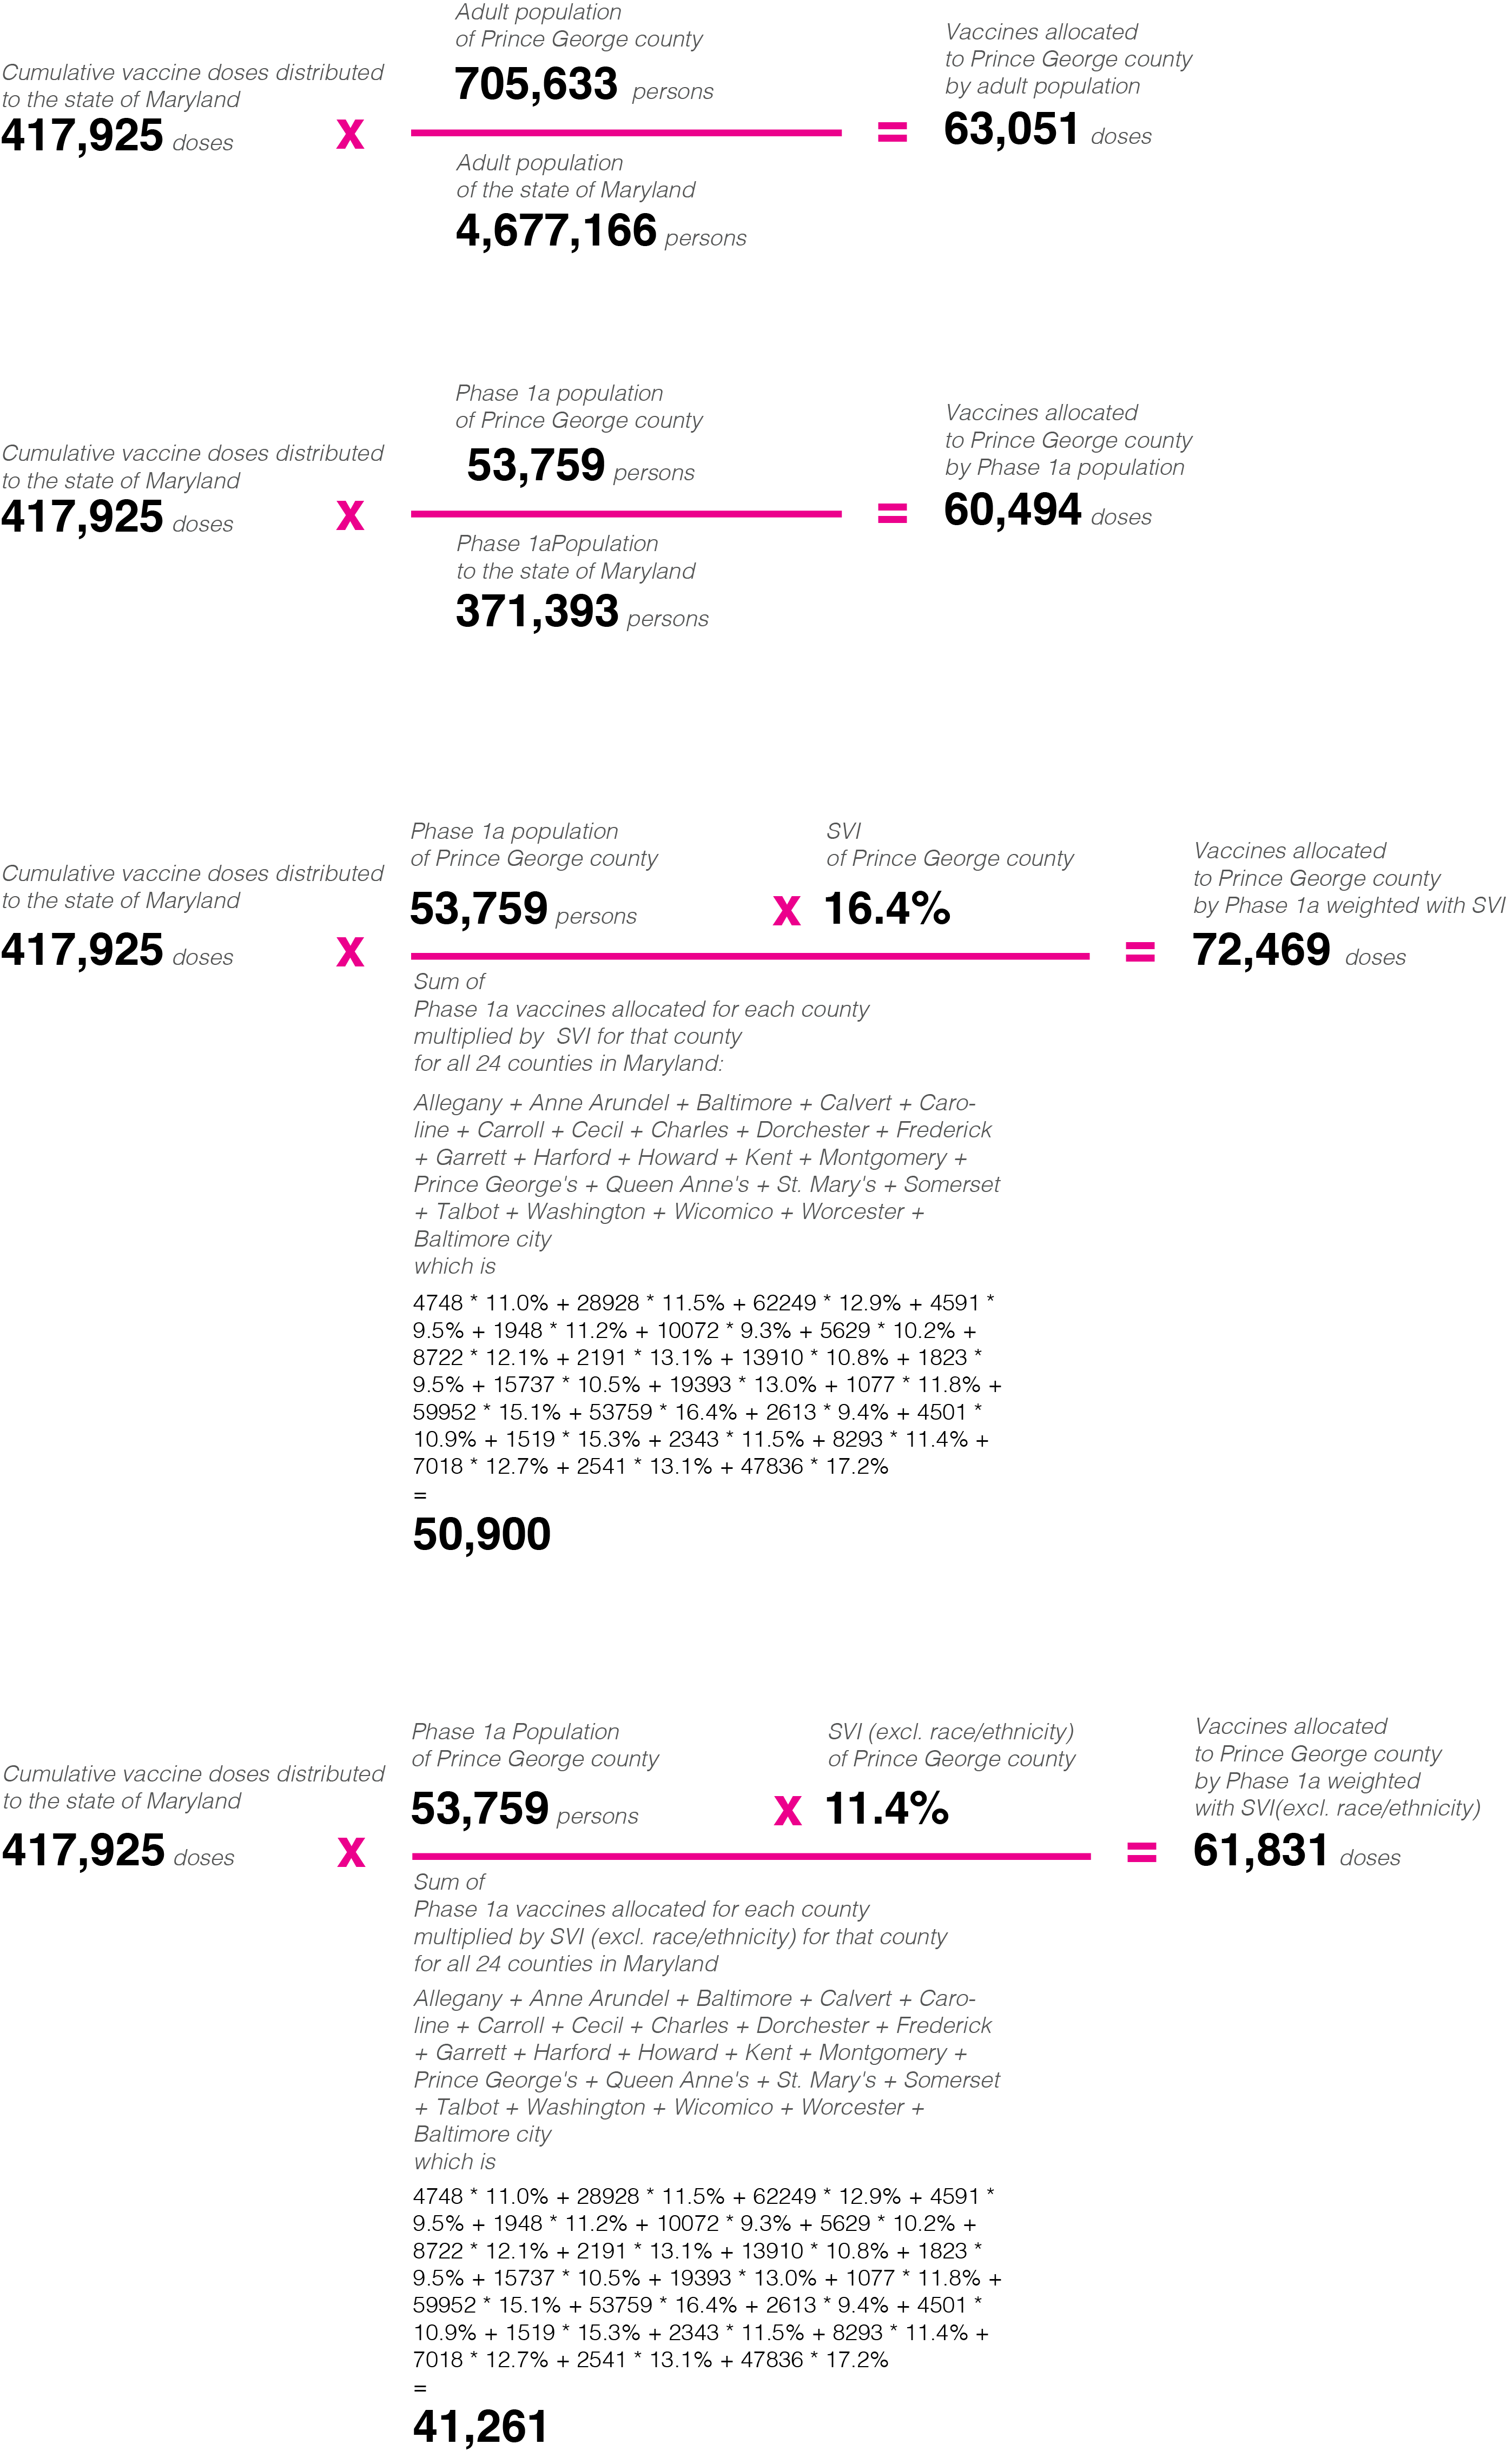 Adult population
of Prince George county
705,633 persons
Cumulative vaccine doses distributed
to the state of Maryland
417,925 doses
x
Adult population
of the state of Maryland
4,677,166 persons
=
Vaccines allocated
to Prince George county
by adult population
63,051 doses
Phase 1a population
of Prince George county
53,759 persons
Cumulative vaccine doses distributed
to the state of Maryland
417,925 doses
x
Phase 1aPopulation
to the state of Maryland
371,393 persons
=
Vaccines allocated
to Prince George county
by Phase 1a population
60,494 doses
Cumulative vaccine doses distributed
to the state of Maryland
417,925 doses
x
Phase 1a population
of Prince George county
53,759 persons
x
SVI
of Prince George county
16.4%
Sum of
Phase 1a vaccines allocated for each county
multiplied by  SVI for that county
for all 24 counties in Maryland:
Allegany + Anne Arundel + Baltimore + Calvert + Caro-
line + Carroll + Cecil + Charles + Dorchester + Frederick
+ Garrett + Harford + Howard + Kent + Montgomery +
Prince George's + Queen Anne's + St. Mary's + Somerset
+ Talbot + Washington + Wicomico + Worcester +
Baltimore city
which is
4748 * 11.0% + 28928 * 11.5% + 62249 * 12.9% + 4591 *
9.5% + 1948 * 11.2% + 10072 * 9.3% + 5629 * 10.2% +
8722 * 12.1% + 2191 * 13.1% + 13910 * 10.8% + 1823 *
9.5% + 15737 * 10.5% + 19393 * 13.0% + 1077 * 11.8% +
59952 * 15.1% + 53759 * 16.4% + 2613 * 9.4% + 4501 *
10.9% + 1519 * 15.3% + 2343 * 11.5% + 8293 * 11.4% +
7018 * 12.7% + 2541 * 13.1% + 47836 * 17.2%
=
50,900
=
Vaccines allocated
to Prince George county
by Phase 1a weighted with SVI
72,469 doses
Cumulative vaccine doses distributed
to the state of Maryland
417,925 doses
x
Phase 1a Population
of Prince George county
53,759 persons
x
SVI (excl. race/ethnicity)
of Prince George county
11.4%
Sum of
Phase 1a vaccines allocated for each county
multiplied by SVI (excl. race/ethnicity) for that county
for all 24 counties in Maryland
Allegany + Anne Arundel + Baltimore + Calvert + Caro-
line + Carroll + Cecil + Charles + Dorchester + Frederick
+ Garrett + Harford + Howard + Kent + Montgomery +
Prince George's + Queen Anne's + St. Mary's + Somerset
+ Talbot + Washington + Wicomico + Worcester +
Baltimore city
which is
4748 * 11.0% + 28928 * 11.5% + 62249 * 12.9% + 4591 *
9.5% + 1948 * 11.2% + 10072 * 9.3% + 5629 * 10.2% +
8722 * 12.1% + 2191 * 13.1% + 13910 * 10.8% + 1823 *
9.5% + 15737 * 10.5% + 19393 * 13.0% + 1077 * 11.8% +
59952 * 15.1% + 53759 * 16.4% + 2613 * 9.4% + 4501 *
10.9% + 1519 * 15.3% + 2343 * 11.5% + 8293 * 11.4% +
7018 * 12.7% + 2541 * 13.1% + 47836 * 17.2%
=
41,261
=
Vaccines allocated
to Prince George county
by Phase 1a weighted
with SVI(excl. race/ethnicity)
61,831 doses